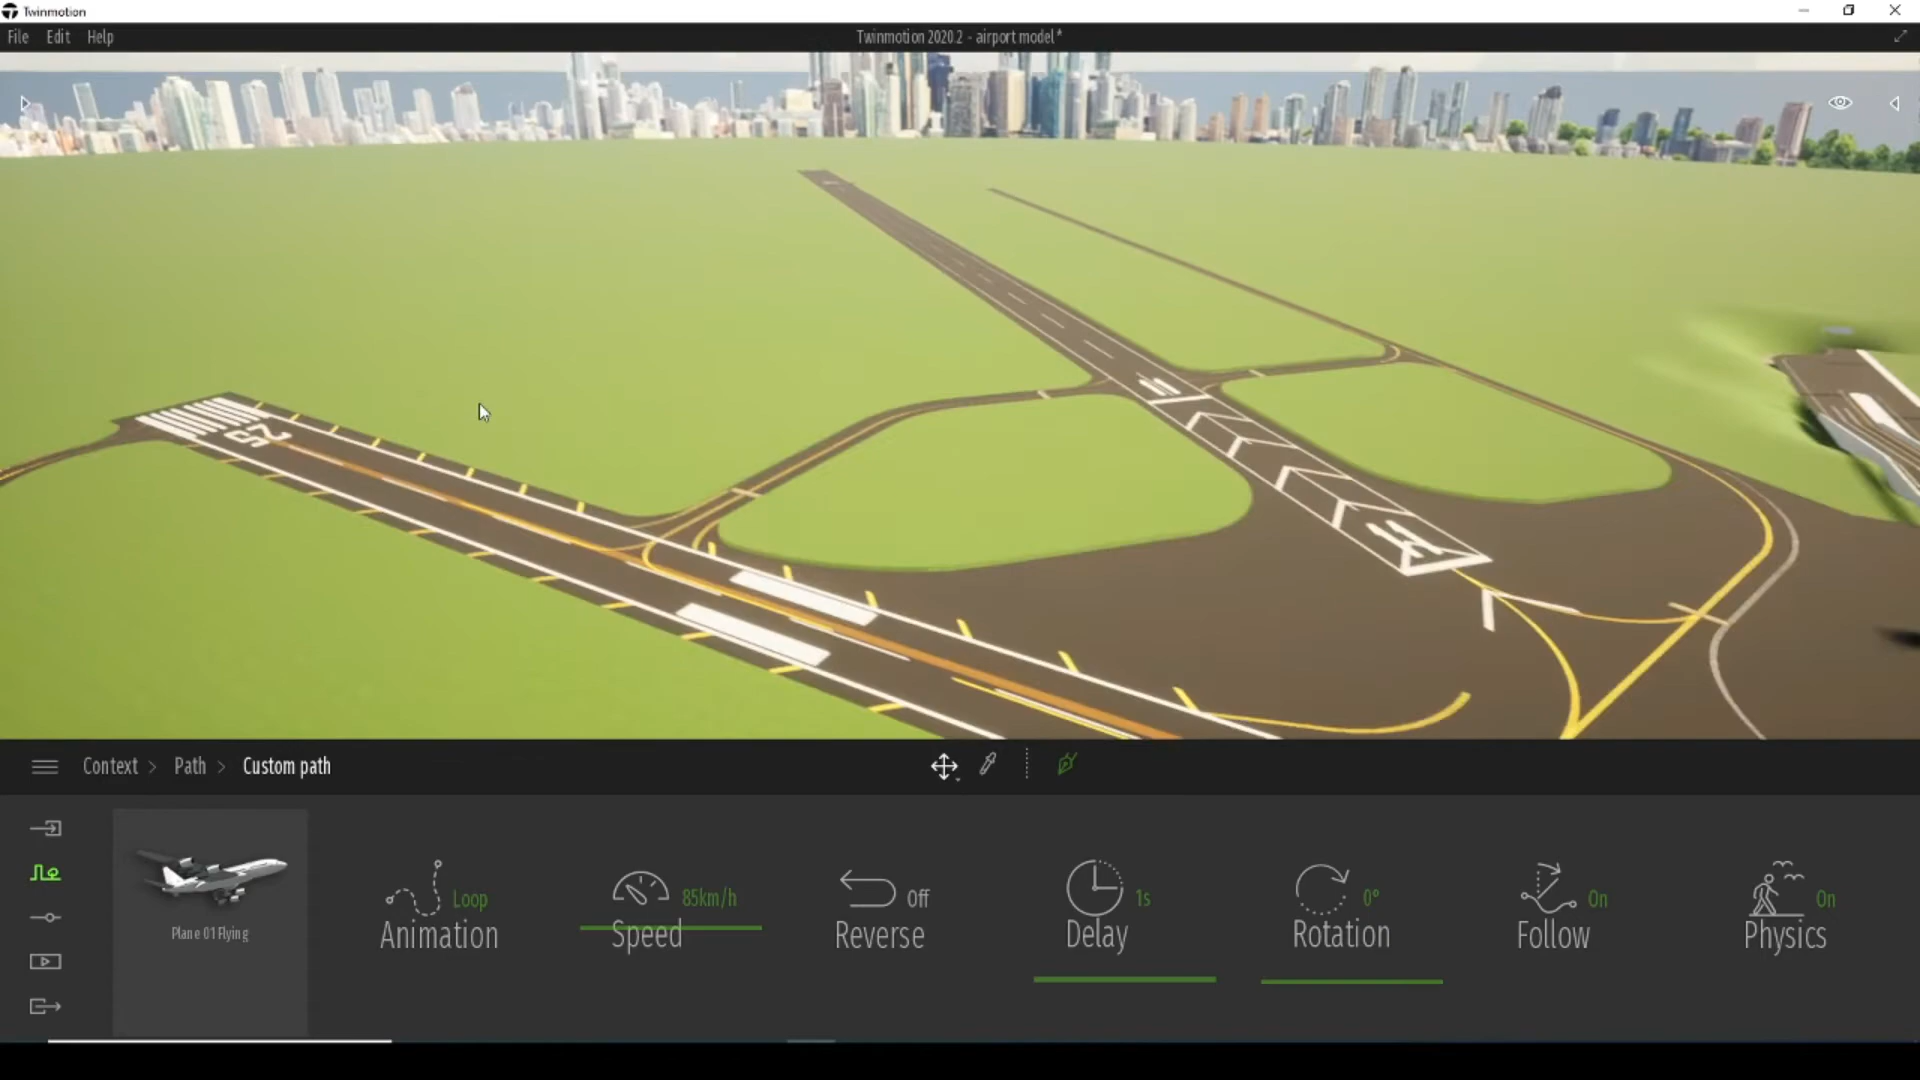 Twinmotion
File Edit Help
Twinmotion 2020.2 - airport model*
25
Context > Path > Custom path
Plane 01 Flying
Loop
Animation
85km/h
Speed
Off
Reverse
1s
Delay
0°
Rotation
On
Follow
On
Physics